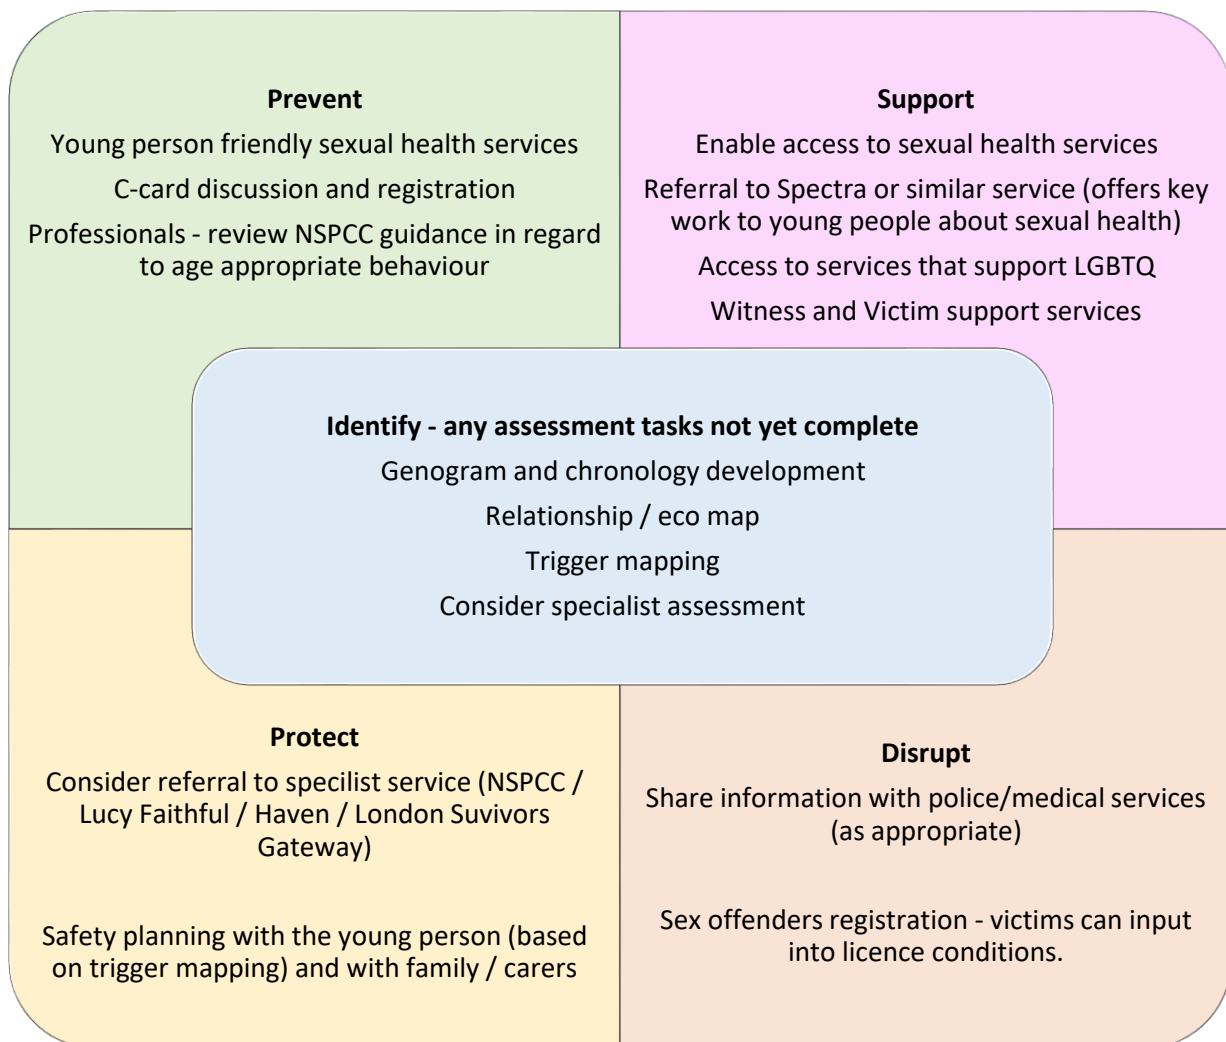 Prevent
Young person friendly sexual health services
C-card discussion and registration
Professionals - review NSPCC guidance in regard
to age appropriate behaviour
Support
Enable access to sexual health services
Referral to Spectra or similar service (offers key
work to young people about sexual health)
Access to services that support LGBTQ
Witness and Victim support services
Identify - any assessment tasks not yet complete
Genogram and chronology development
Relationship / eco map
Trigger mapping
Consider specialist assessment
Protect
Consider referral to specilist service (NSPCC /
Lucy Faithful / Haven / London Suvivors
Gateway)
Safety planning with the young person (based
on trigger mapping) and with family / carers
Disrupt
Share information with police/medical services
(as appropriate)
Sex offenders registration - victims can input
into licence conditions.